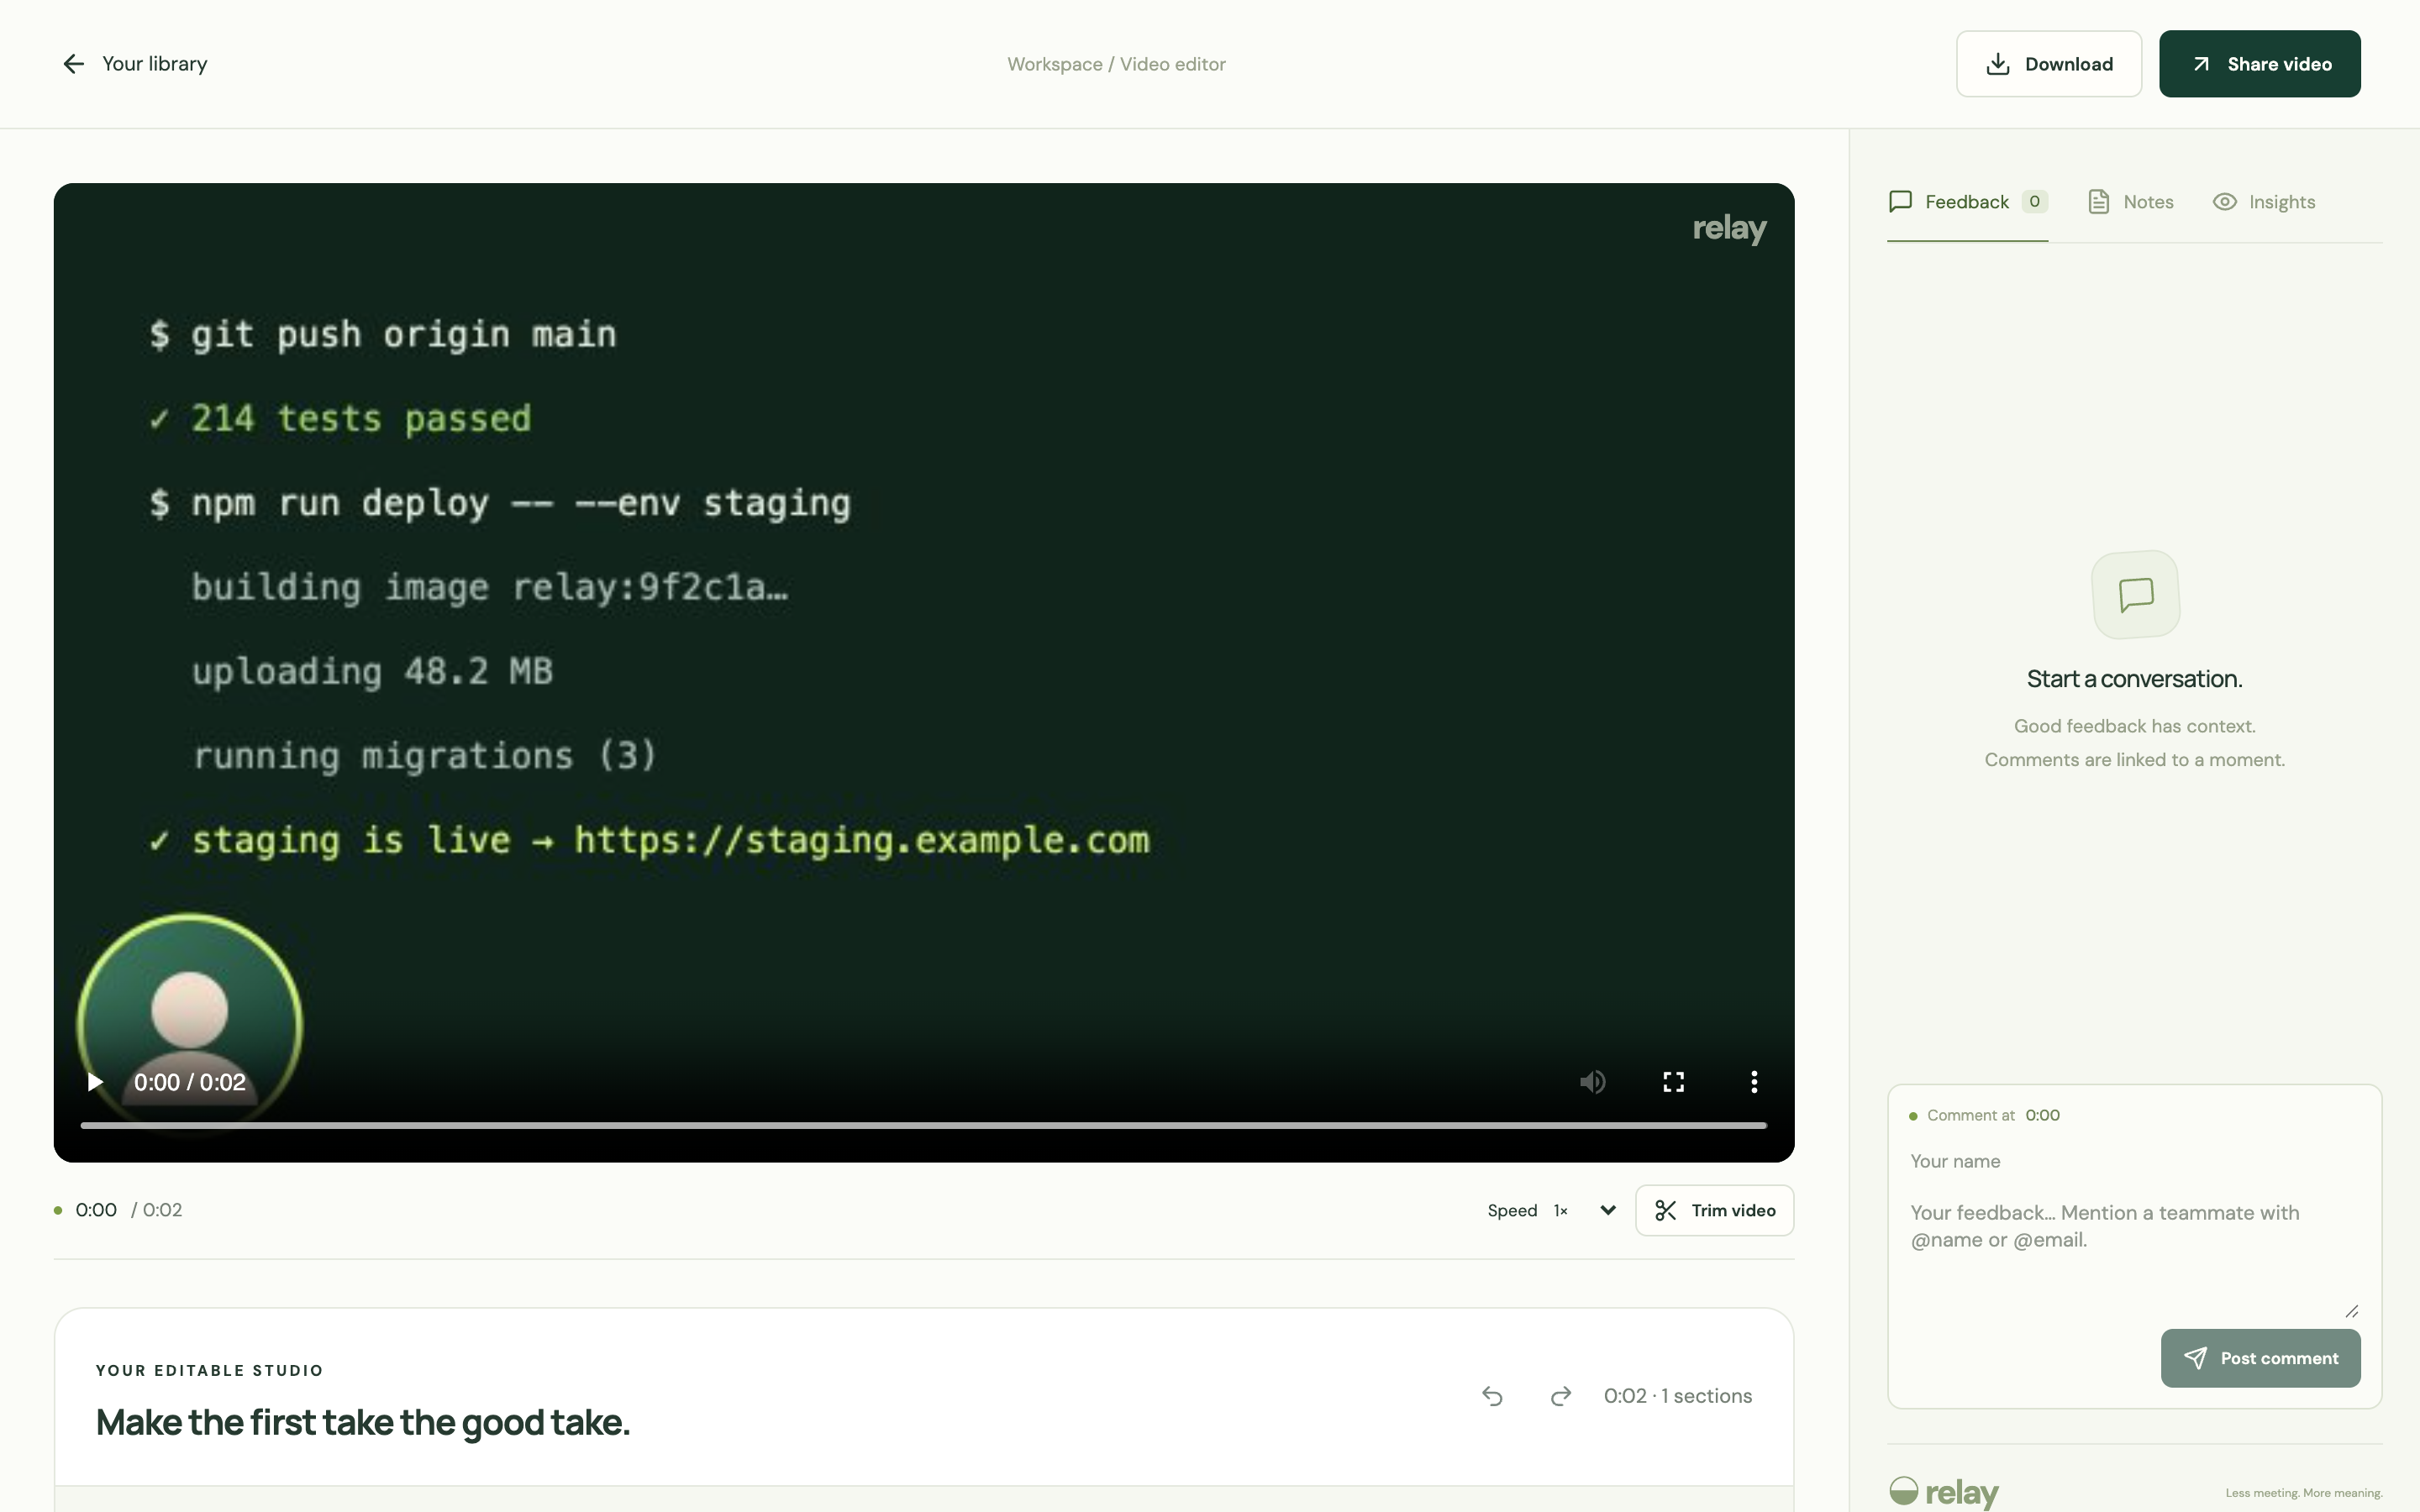 Your library
Workspace / Video editor
Download
Share video
relay
$ git push origin main
✓ 214 tests passed
$ npm run deploy -- --env staging
building image relay:9f2c1a…
uploading 48.2 MB
running migrations (3)
✓ staging is live → https://staging.example.com
0:00 / 0:02
0:00 / 0:02
Speed 1×
Trim video
YOUR EDITABLE STUDIO
Make the first take the good take.
0:02 · 1 sections
Feedback 0
Notes
Insights
Start a conversation.
Good feedback has context.
Comments are linked to a moment.
Comment at 0:00
Your name
Your feedback… Mention a teammate with
@name or @email.
Post comment
relay
Less meeting. More meaning.